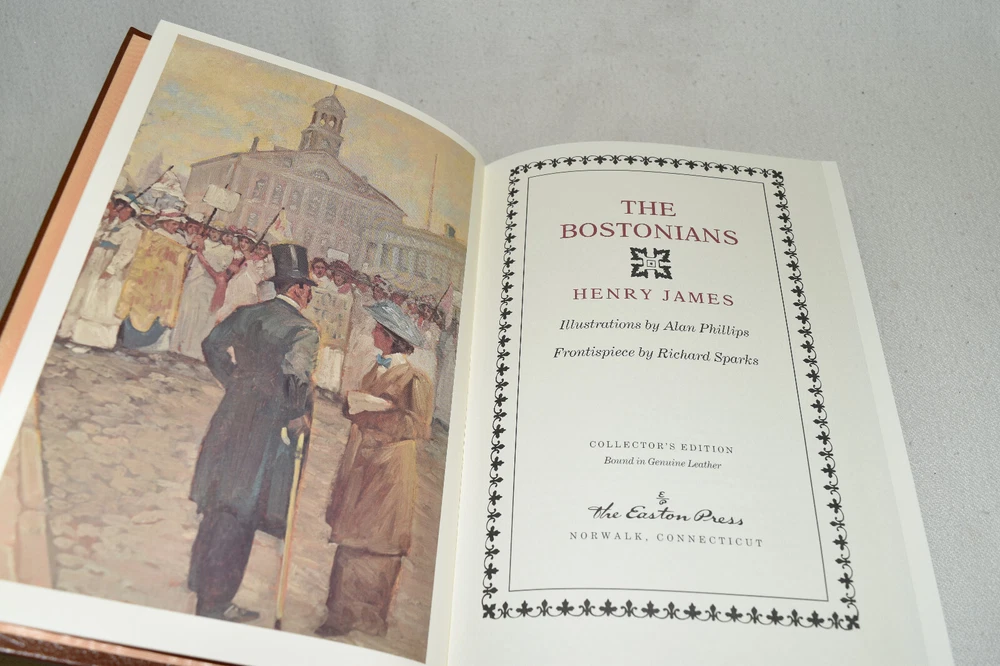 THE
BOSTONIANS
HENRY JAMES
Illustrations by Alan Phillips
Frontispiece by Richard Sparks
COLLECTOR'S EDITION
Bound in Genuine Leather
The Easton Press
NORWALK, CONNECTICUT